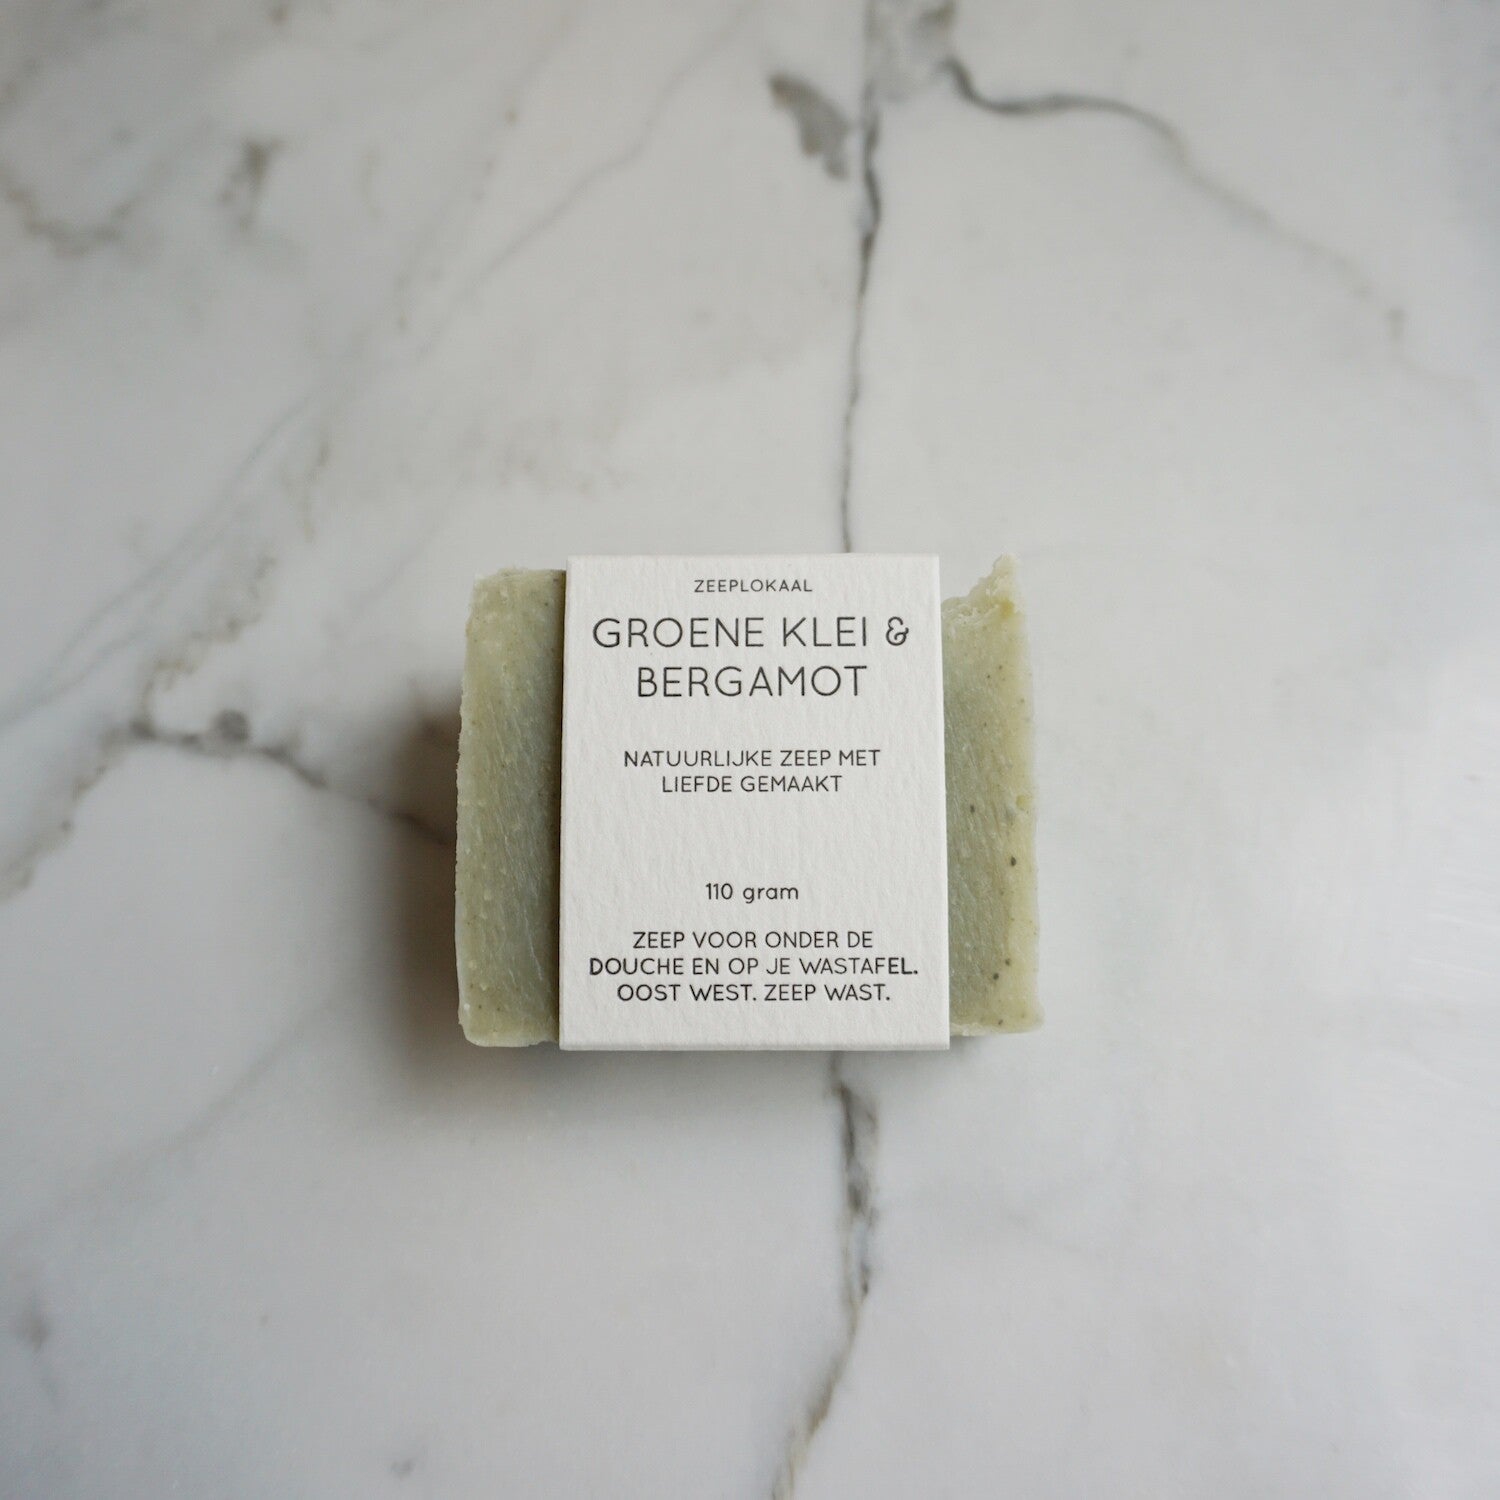 ZEEPLOKAAL
GROENE KLEI &
BERGAMOT
NATUURLIJKE ZEEP MET
LIEFDE GEMAAKT
110 gram
ZEEP VOOR ONDER DE
DOUCHE EN OP JE WASTAFEL.
OOST WEST. ZEEP WAST.